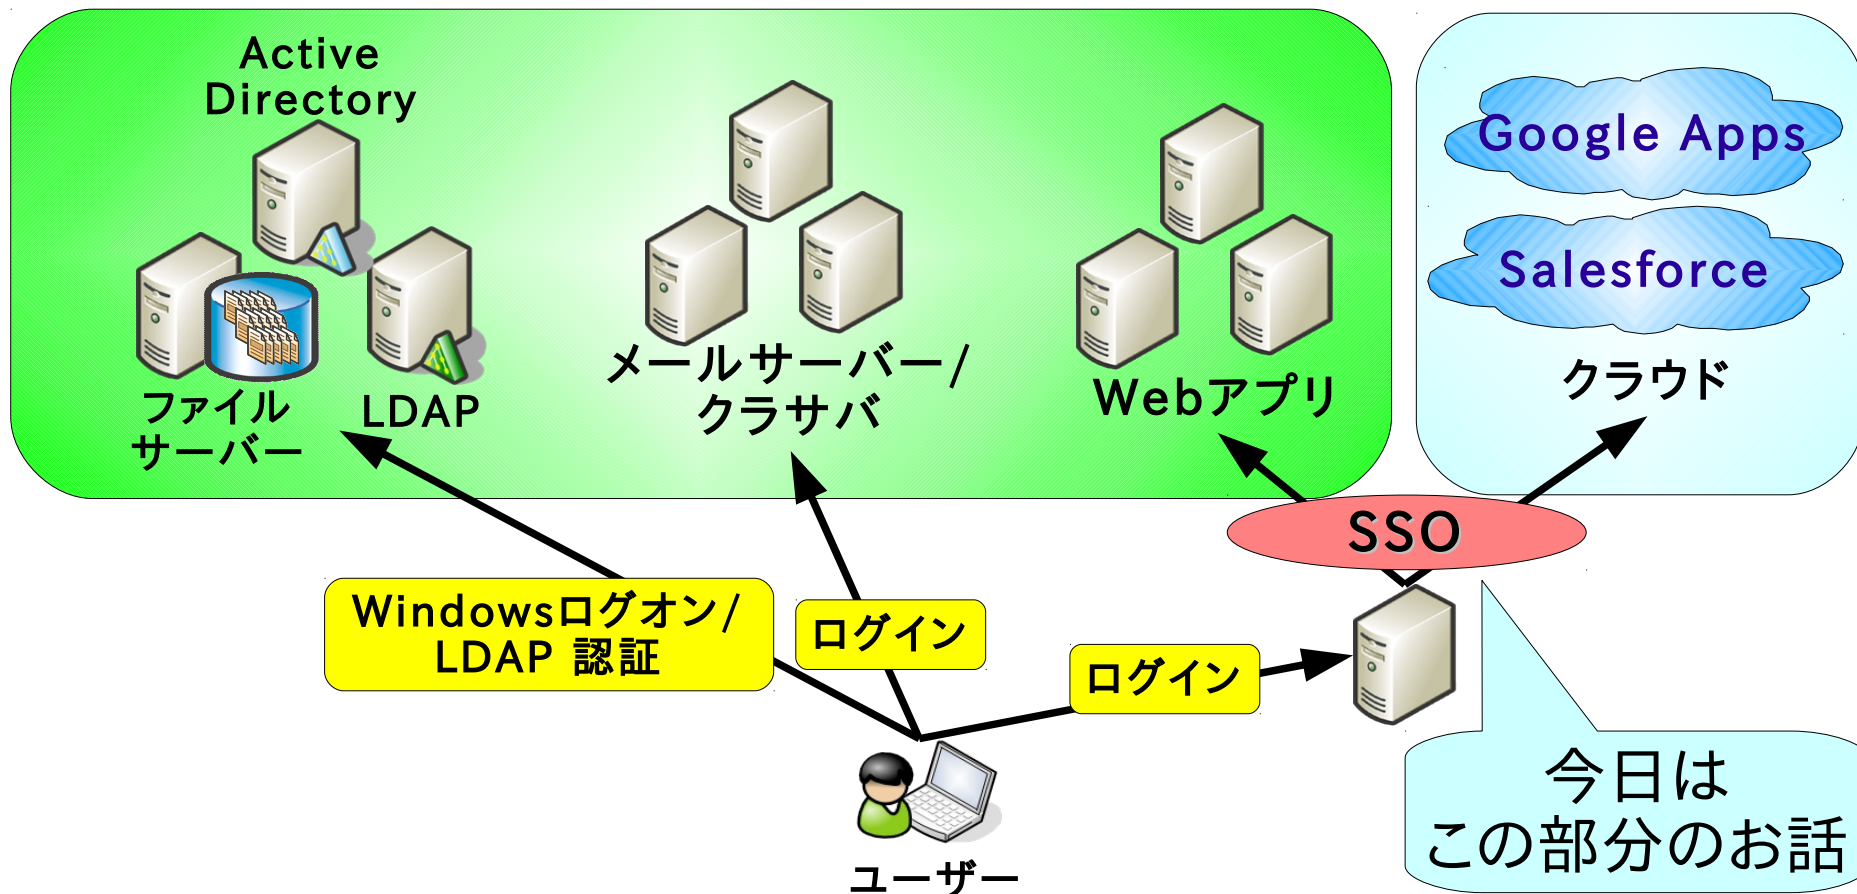 Active
Directory
ファイル
サーバー
LDAP
メールサーバー/
クラサバ
Webアプリ
Google Apps
Salesforce
クラウド
SSO
Windowsログオン/
LDAP 認証
ログイン
ログイン
ユーザー
今日は
この部分のお話